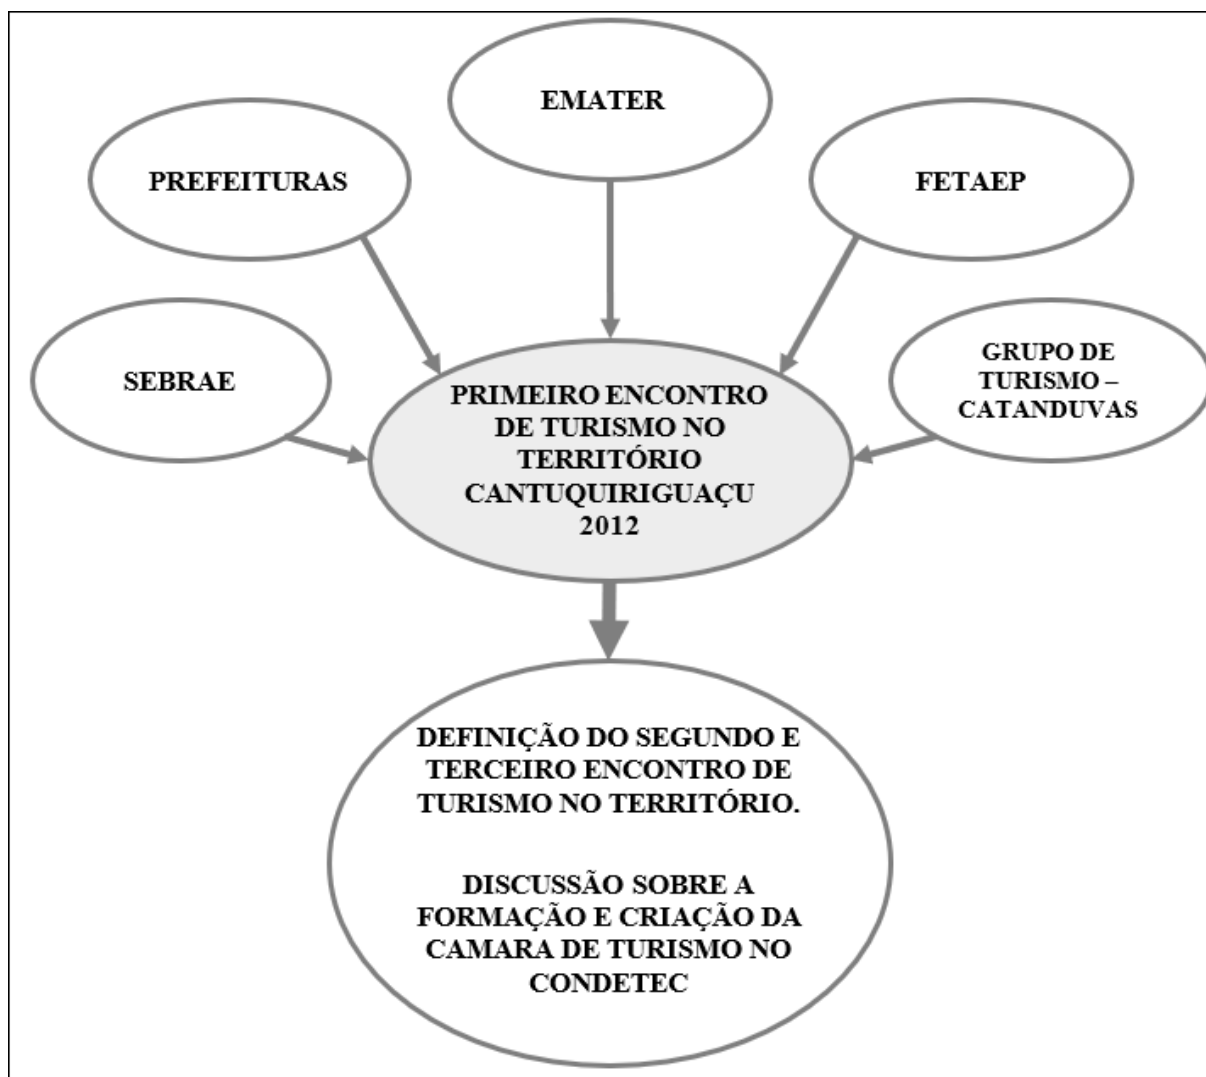 EMATER
PREFEITURAS
FETAEP
SEBRAE
GRUPO DE
TURISMO –
CATANDUVAS
PRIMEIRO ENCONTRO
DE TURISMO NO
TERRITÓRIO
CANTUQUIRIGUAÇU
2012
DEFINIÇÃO DO SEGUNDO E
TERCEIRO ENCONTRO DE
TURISMO NO TERRITÓRIO.
DISCUSSÃO SOBRE A
FORMAÇÃO E CRIAÇÃO DA
CAMARA DE TURISMO NO
CONDETEC